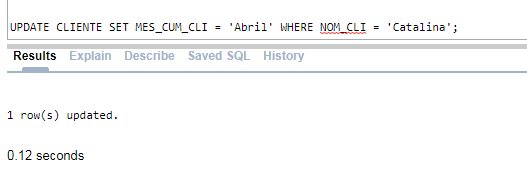 UPDATE CLIENTE SET MES_CUM_CLI = 'Abril' WHERE NOM_CLI = 'Catalina';
Results Explain Describe Saved SQL History
1 row(s) updated.
0.12 seconds